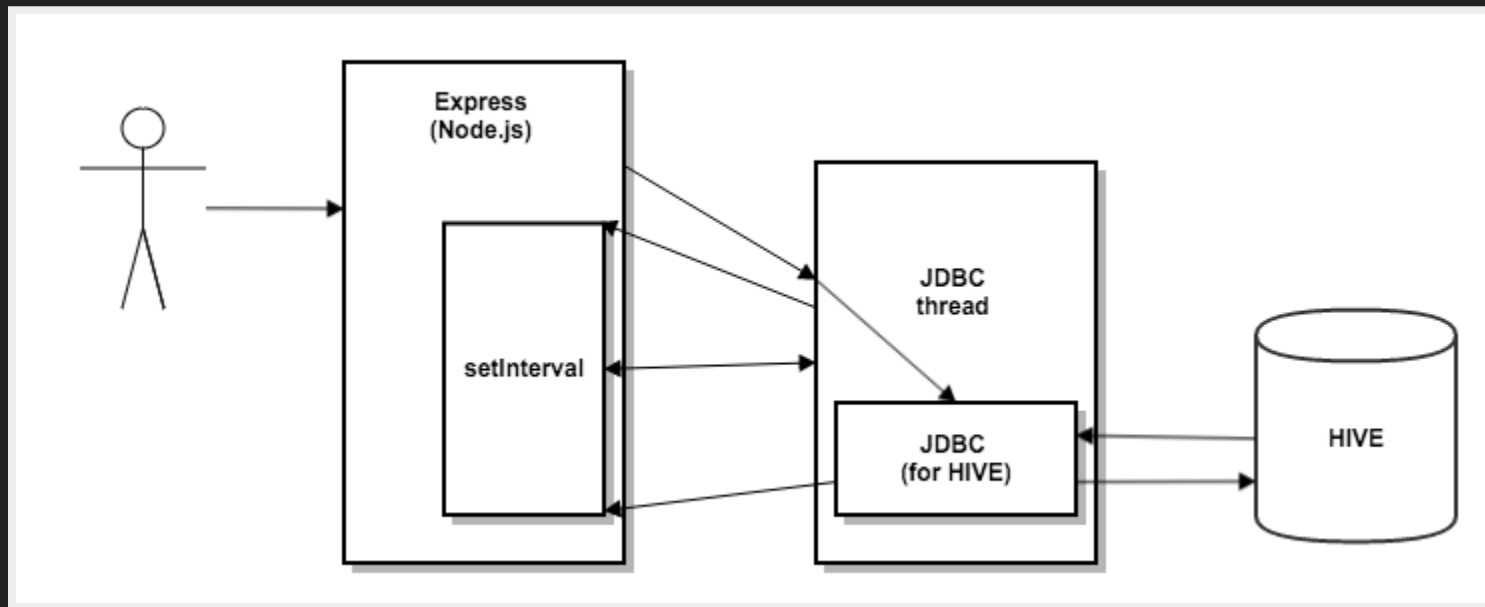 Express
(Node.js)
setInterval
JDBC
thread
JDBC
(for HIVE)
HIVE